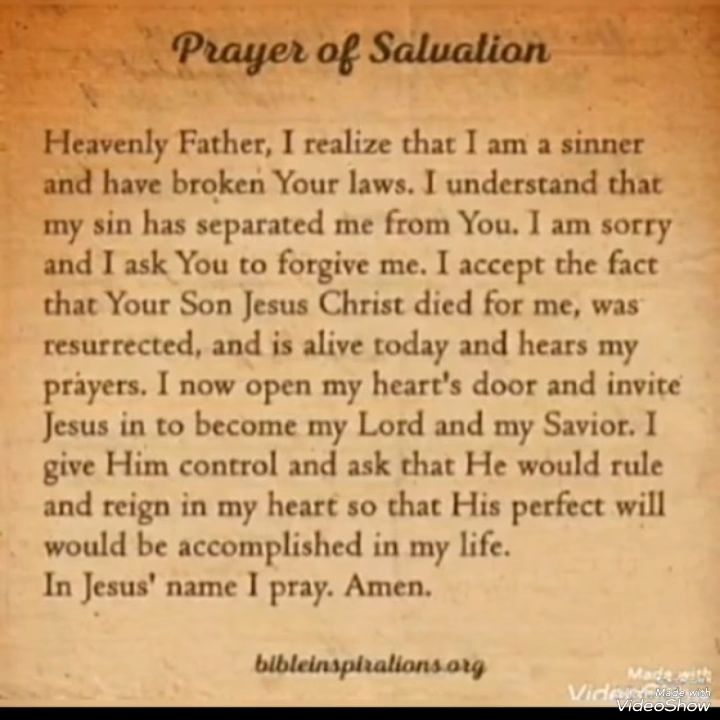 Prayer of Salvation
Heavenly Father, I realize that I am a sinner
and have broken Your laws. I understand that
my sin has separated me from You. I am sorry
and I ask You to forgive me. I accept the fact
that Your Son Jesus Christ died for me, was
resurrected, and is alive today and hears my
prayers. I now open my heart's door and invite
Jesus in to become my Lord and my Savior. I
give Him control and ask that He would rule
and reign in my heart so that His perfect will
would be accomplished in my life.
In Jesus' name I pray. Amen.
bibleinspirations.org
Made with
Made with
VideoShow